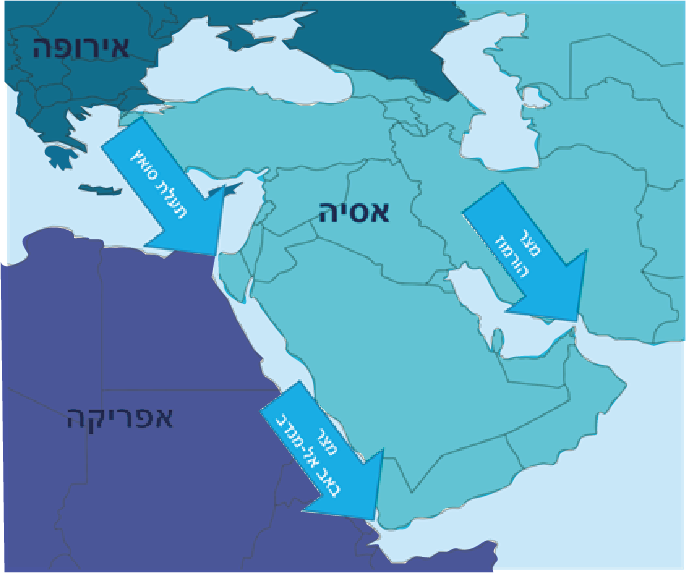 אירופה
תעלת סואץ
אסיה
מצר
הורמוז
אפריקה
מצר
באב אל-מנדב